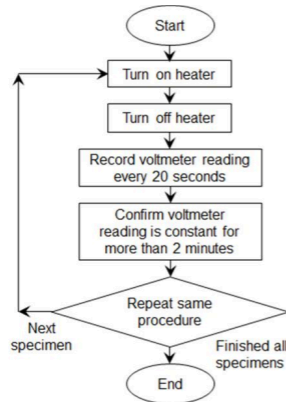 Start
Turn on heater
Turn off heater
Record voltmeter reading
every 20 seconds
Confirm voltmeter
reading is constant for
more than 2 minutes
Repeat same
procedure
Next
specimen
Finished all
specimens
End